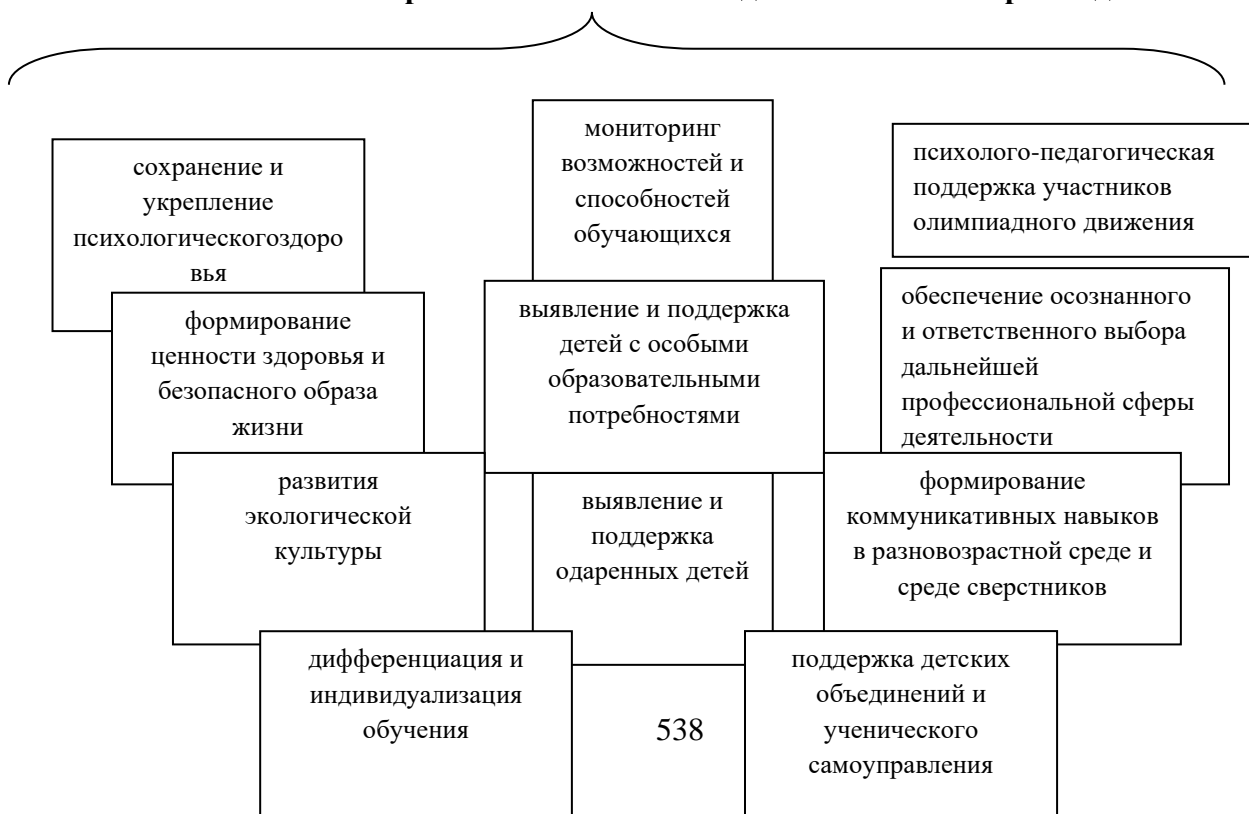 сохранение и
укрепление
психологическогоздоро
вья
формирование
ценности здоровья и
безопасного образа
жизни
развития
экологической
культуры
дифференциация и
индивидуализация
обучения
мониторинг
возможностей и
способностей
обучающихся
выявление и поддержка
детей с особыми
образовательными
потребностями
выявление и
поддержка
одаренных детей
психолого-педагогическая
поддержка участников
олимпиадного движения
обеспечение осознанного
и ответственного выбора
дальнейшей
профессиональной сферы
деятельности
формирование
коммуникативных навыков
в разновозрастной среде и
среде сверстников
поддержка детских
объединений и
ученического
самоуправления
538